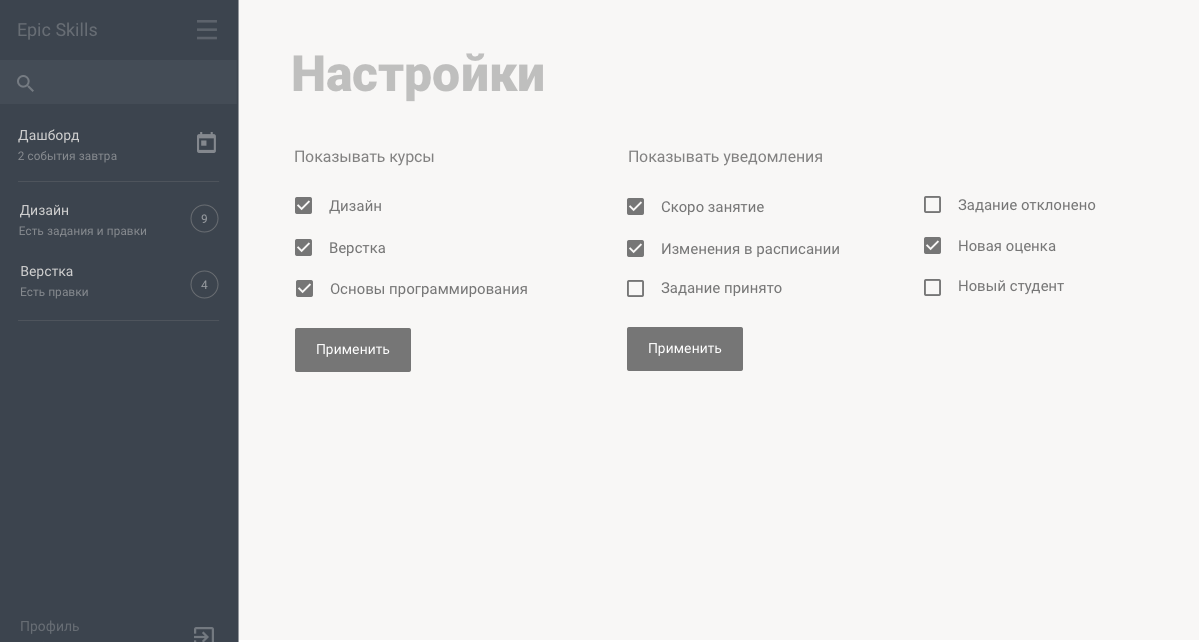 Epic Skills
Дашборд
2 события завтра
Дизайн
Есть задания и правки
9
Верстка
Есть правки
4
Профиль
Настройки
Показывать курсы
Дизайн
Верстка
Основы программирования
Применить
Показывать уведомления
Скоро занятие
Изменения в расписании
Задание принято
Применить
Задание отклонено
Новая оценка
Новый студент